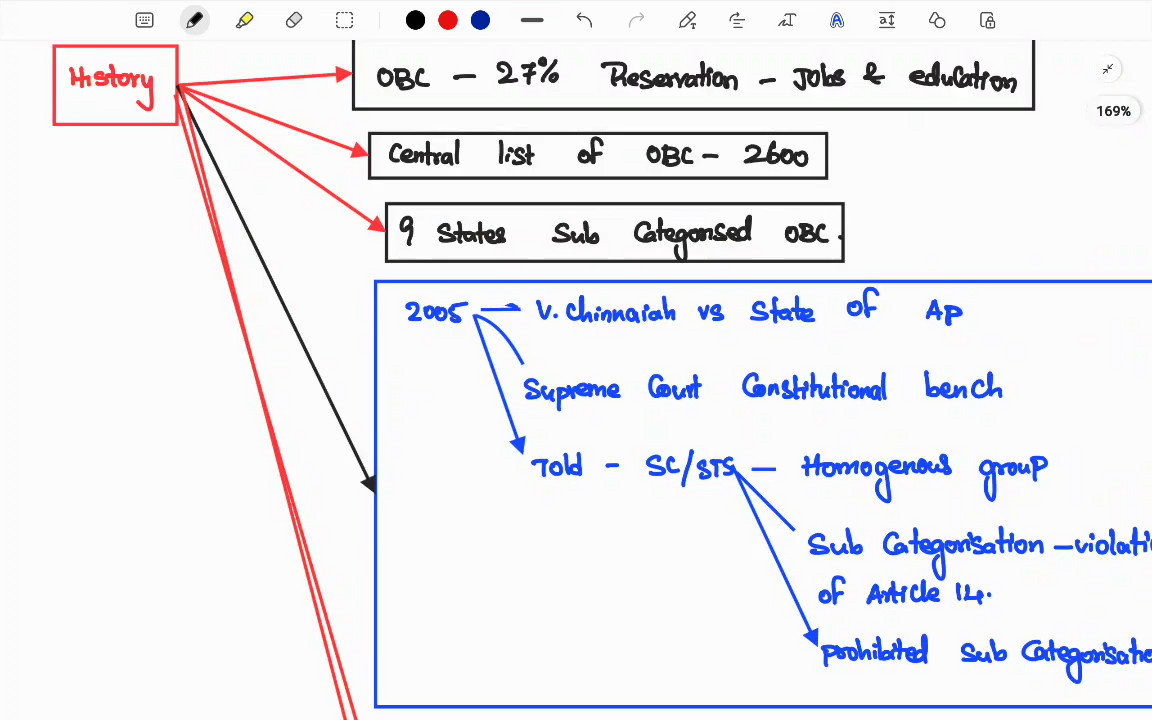 169%
History
OBC - 27% Reservation - Jobs & education
Central list of OBC - 2600
9 States Sub Categorised OBC.
2005 - V. Chinnaiah vs State of AP
Supreme Court Constitutional bench
Told - SC/STS - Homogenous group
Sub Categorisation - violati
of Article 14.
prohibited Sub Categorisatio